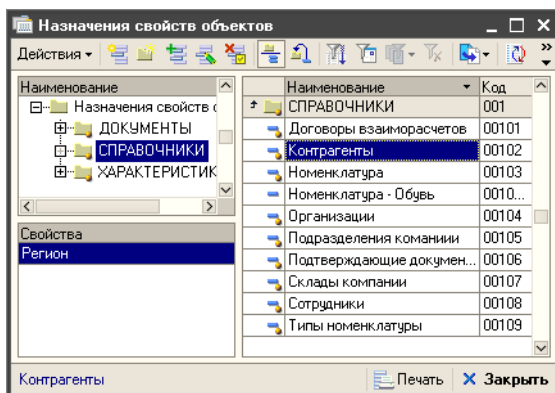 Назначения свойств объектов
Действия
Наименование
Назначения свойств о
ДОКУМЕНТЫ
СПРАВОЧНИКИ
ХАРАКТЕРИСТИК
Свойства
Регион
Наименование Код
СПРАВОЧНИКИ 001
Договоры взаиморасчетов 00101
Контрагенты 00102
Номенклатура 00103
Номенклатура - Обувь 0010...
Организации 00104
Подразделения команиии 00105
Подтверждающие докумен... 00106
Склады компании 00107
Сотрудники 00108
Типы номенклатуры 00109
Контрагенты
Печать
Закрыть